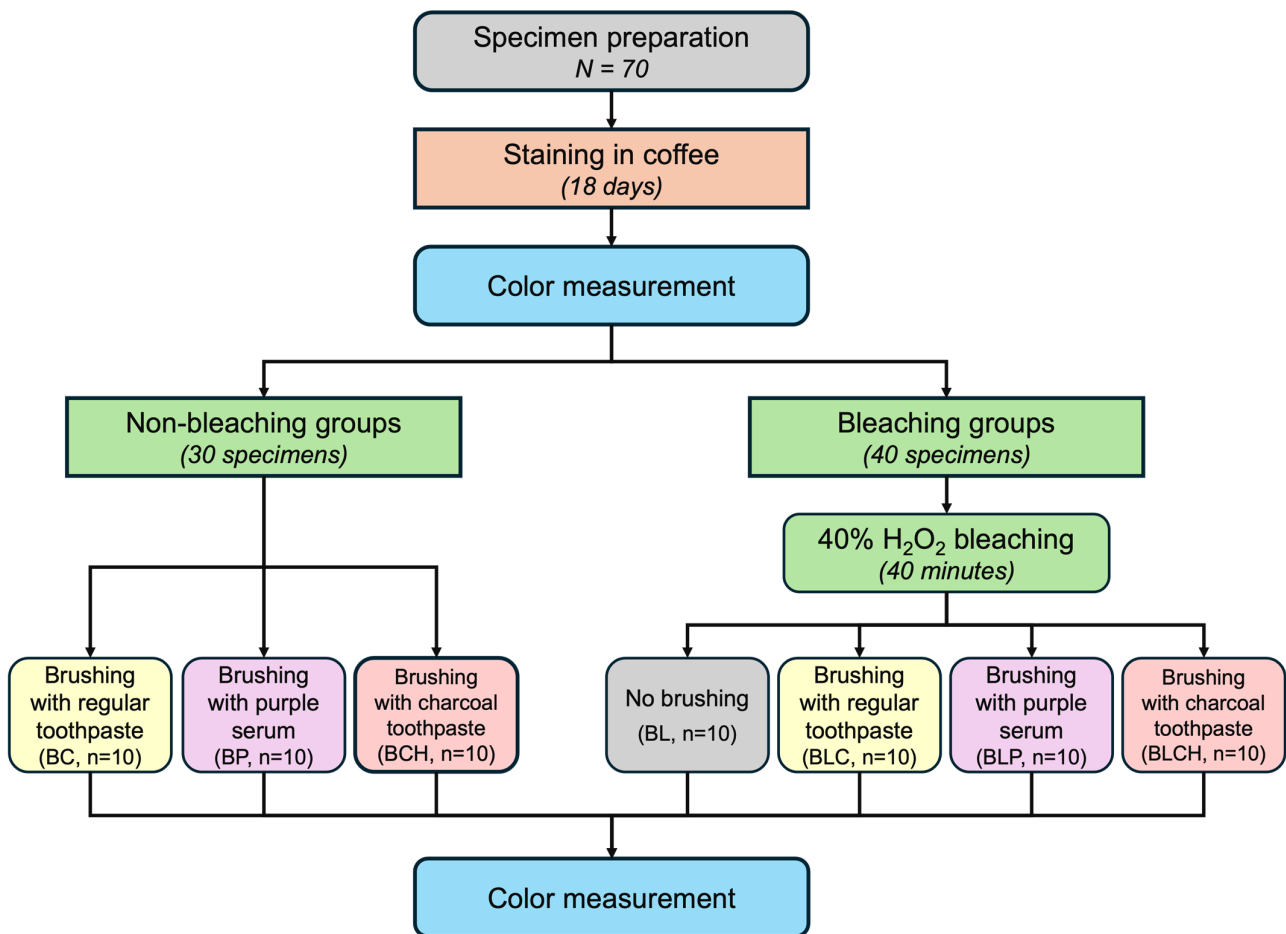 Specimen preparation
N = 70
Staining in coffee
(18 days)
Color measurement
Non-bleaching groups
(30 specimens)
Bleaching groups
(40 specimens)
40% H₂O₂ bleaching
(40 minutes)
Brushing
with regular
toothpaste
(BC, n=10)
Brushing
with purple
serum
(BP, n=10)
Brushing
with charcoal
toothpaste
(BCH, n=10)
No brushing
(BL, n=10)
Brushing
with regular
toothpaste
(BLC, n=10)
Brushing
with purple
serum
(BLP, n=10)
Brushing
with charcoal
toothpaste
(BLCH, n=10)
Color measurement